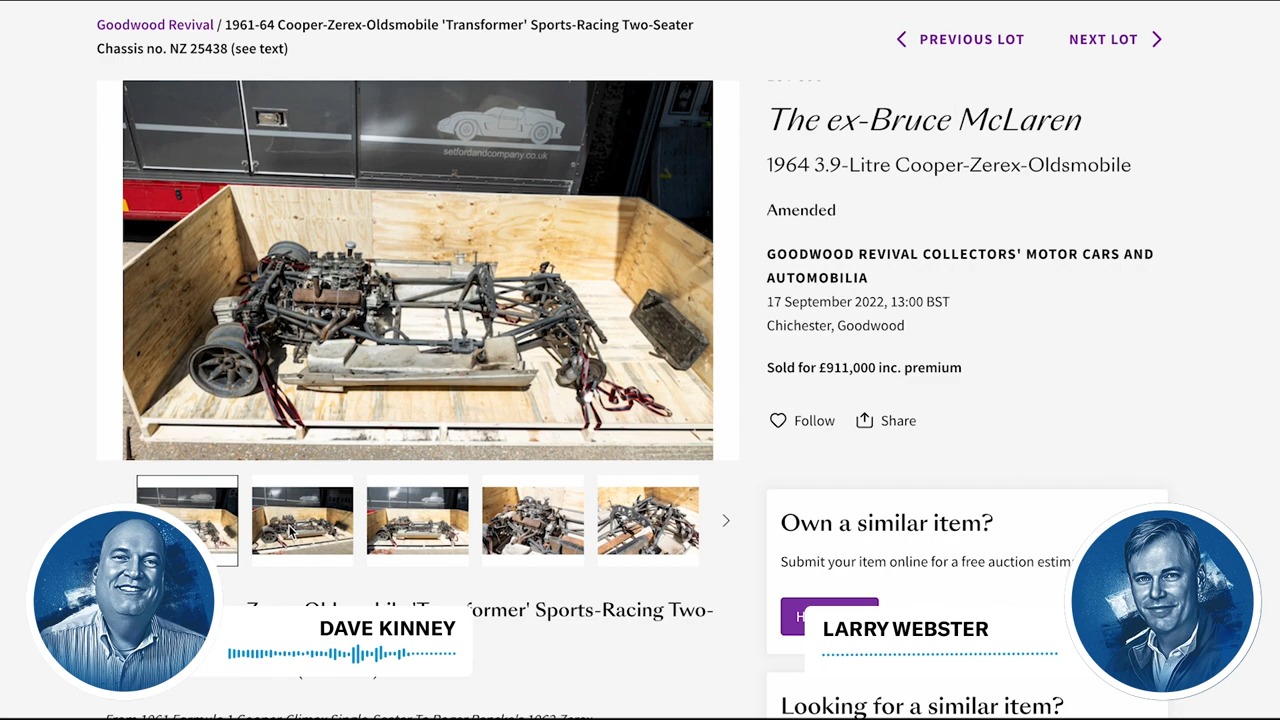 Goodwood Revival / 1961-64 Cooper-Zerex-Oldsmobile 'Transformer' Sports-Racing Two-Seater
Chassis no. NZ 25438 (see text)
PREVIOUS LOT
NEXT LOT
The ex-Bruce McLaren
1964 3.9-Litre Cooper-Zerex-Oldsmobile
Amended
GOODWOOD REVIVAL COLLECTORS' MOTOR CARS AND
AUTOMOBILIA
17 September 2022, 13:00 BST
Chichester, Goodwood
Sold for £911,000 inc. premium
Follow
Share
setfordandcompany.co.uk
Own a similar item?
Submit your item online for a free auction estim
Sports-Racing Two-
DAVE KINNEY
LARRY WEBSTER
Looking for a similar item?